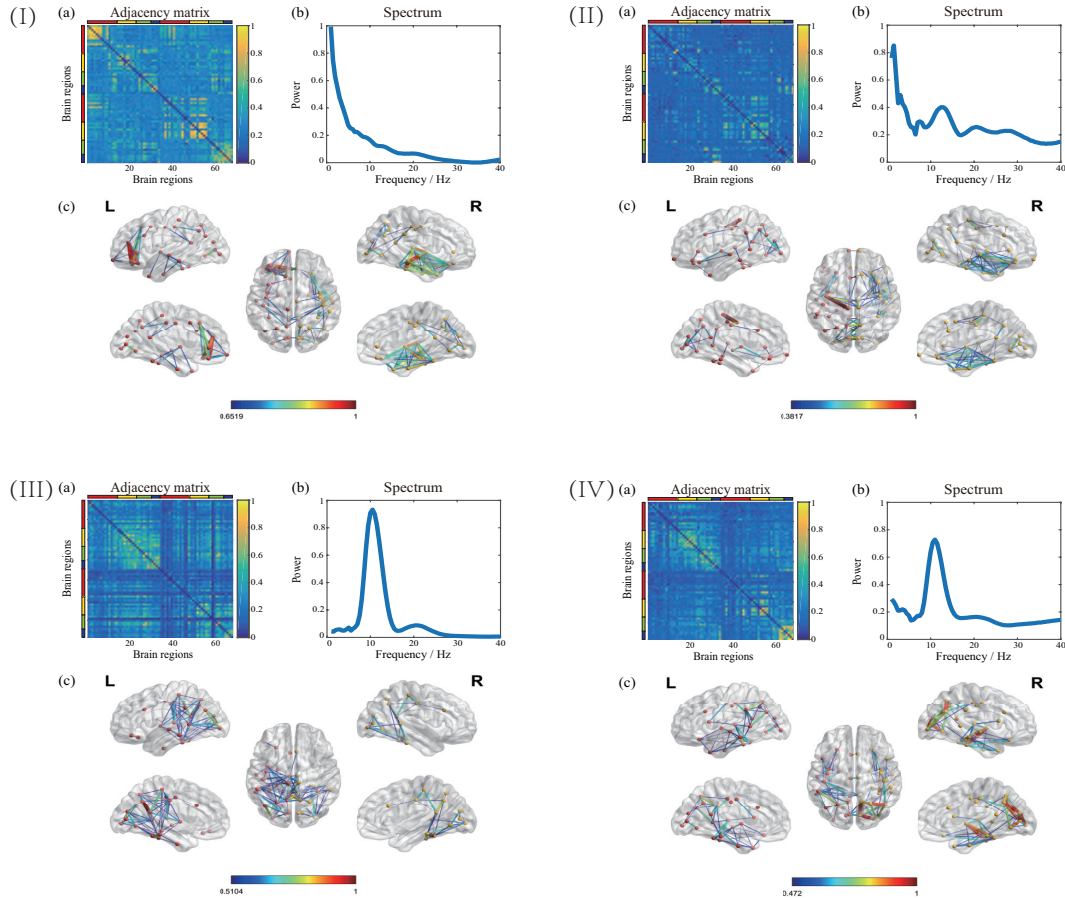 (I)
(a)
Adjacency matrix
Brain regions
20 40 60
Brain regions
1
0.8
0.6
0.4
0.2
0
(b)
Spectrum
Power
1
0.8
0.6
0.4
0.2
0
0 10 20 30 40
Frequency / Hz
(c)
L
R
0.6519
1
(II)
(a)
Adjacency matrix
Brain regions
20 40 60
Brain regions
1
0.8
0.6
0.4
0.2
0
(b)
Spectrum
Power
1
0.8
0.6
0.4
0.2
0
0 10 20 30 40
Frequency / Hz
(c)
L
R
0.3817
1
(III)
(a)
Adjacency matrix
Brain regions
20 40 60
Brain regions
1
0.8
0.6
0.4
0.2
0
(b)
Spectrum
Power
1
0.8
0.6
0.4
0.2
0
0 10 20 30 40
Frequency / Hz
(c)
L
R
0.5104
1
(IV)
(a)
Adjacency matrix
Brain regions
20 40 60
Brain regions
1
0.8
0.6
0.4
0.2
0
(b)
Spectrum
Power
1
0.8
0.6
0.4
0.2
0
0 10 20 30 40
Frequency / Hz
(c)
L
R
0.472
1